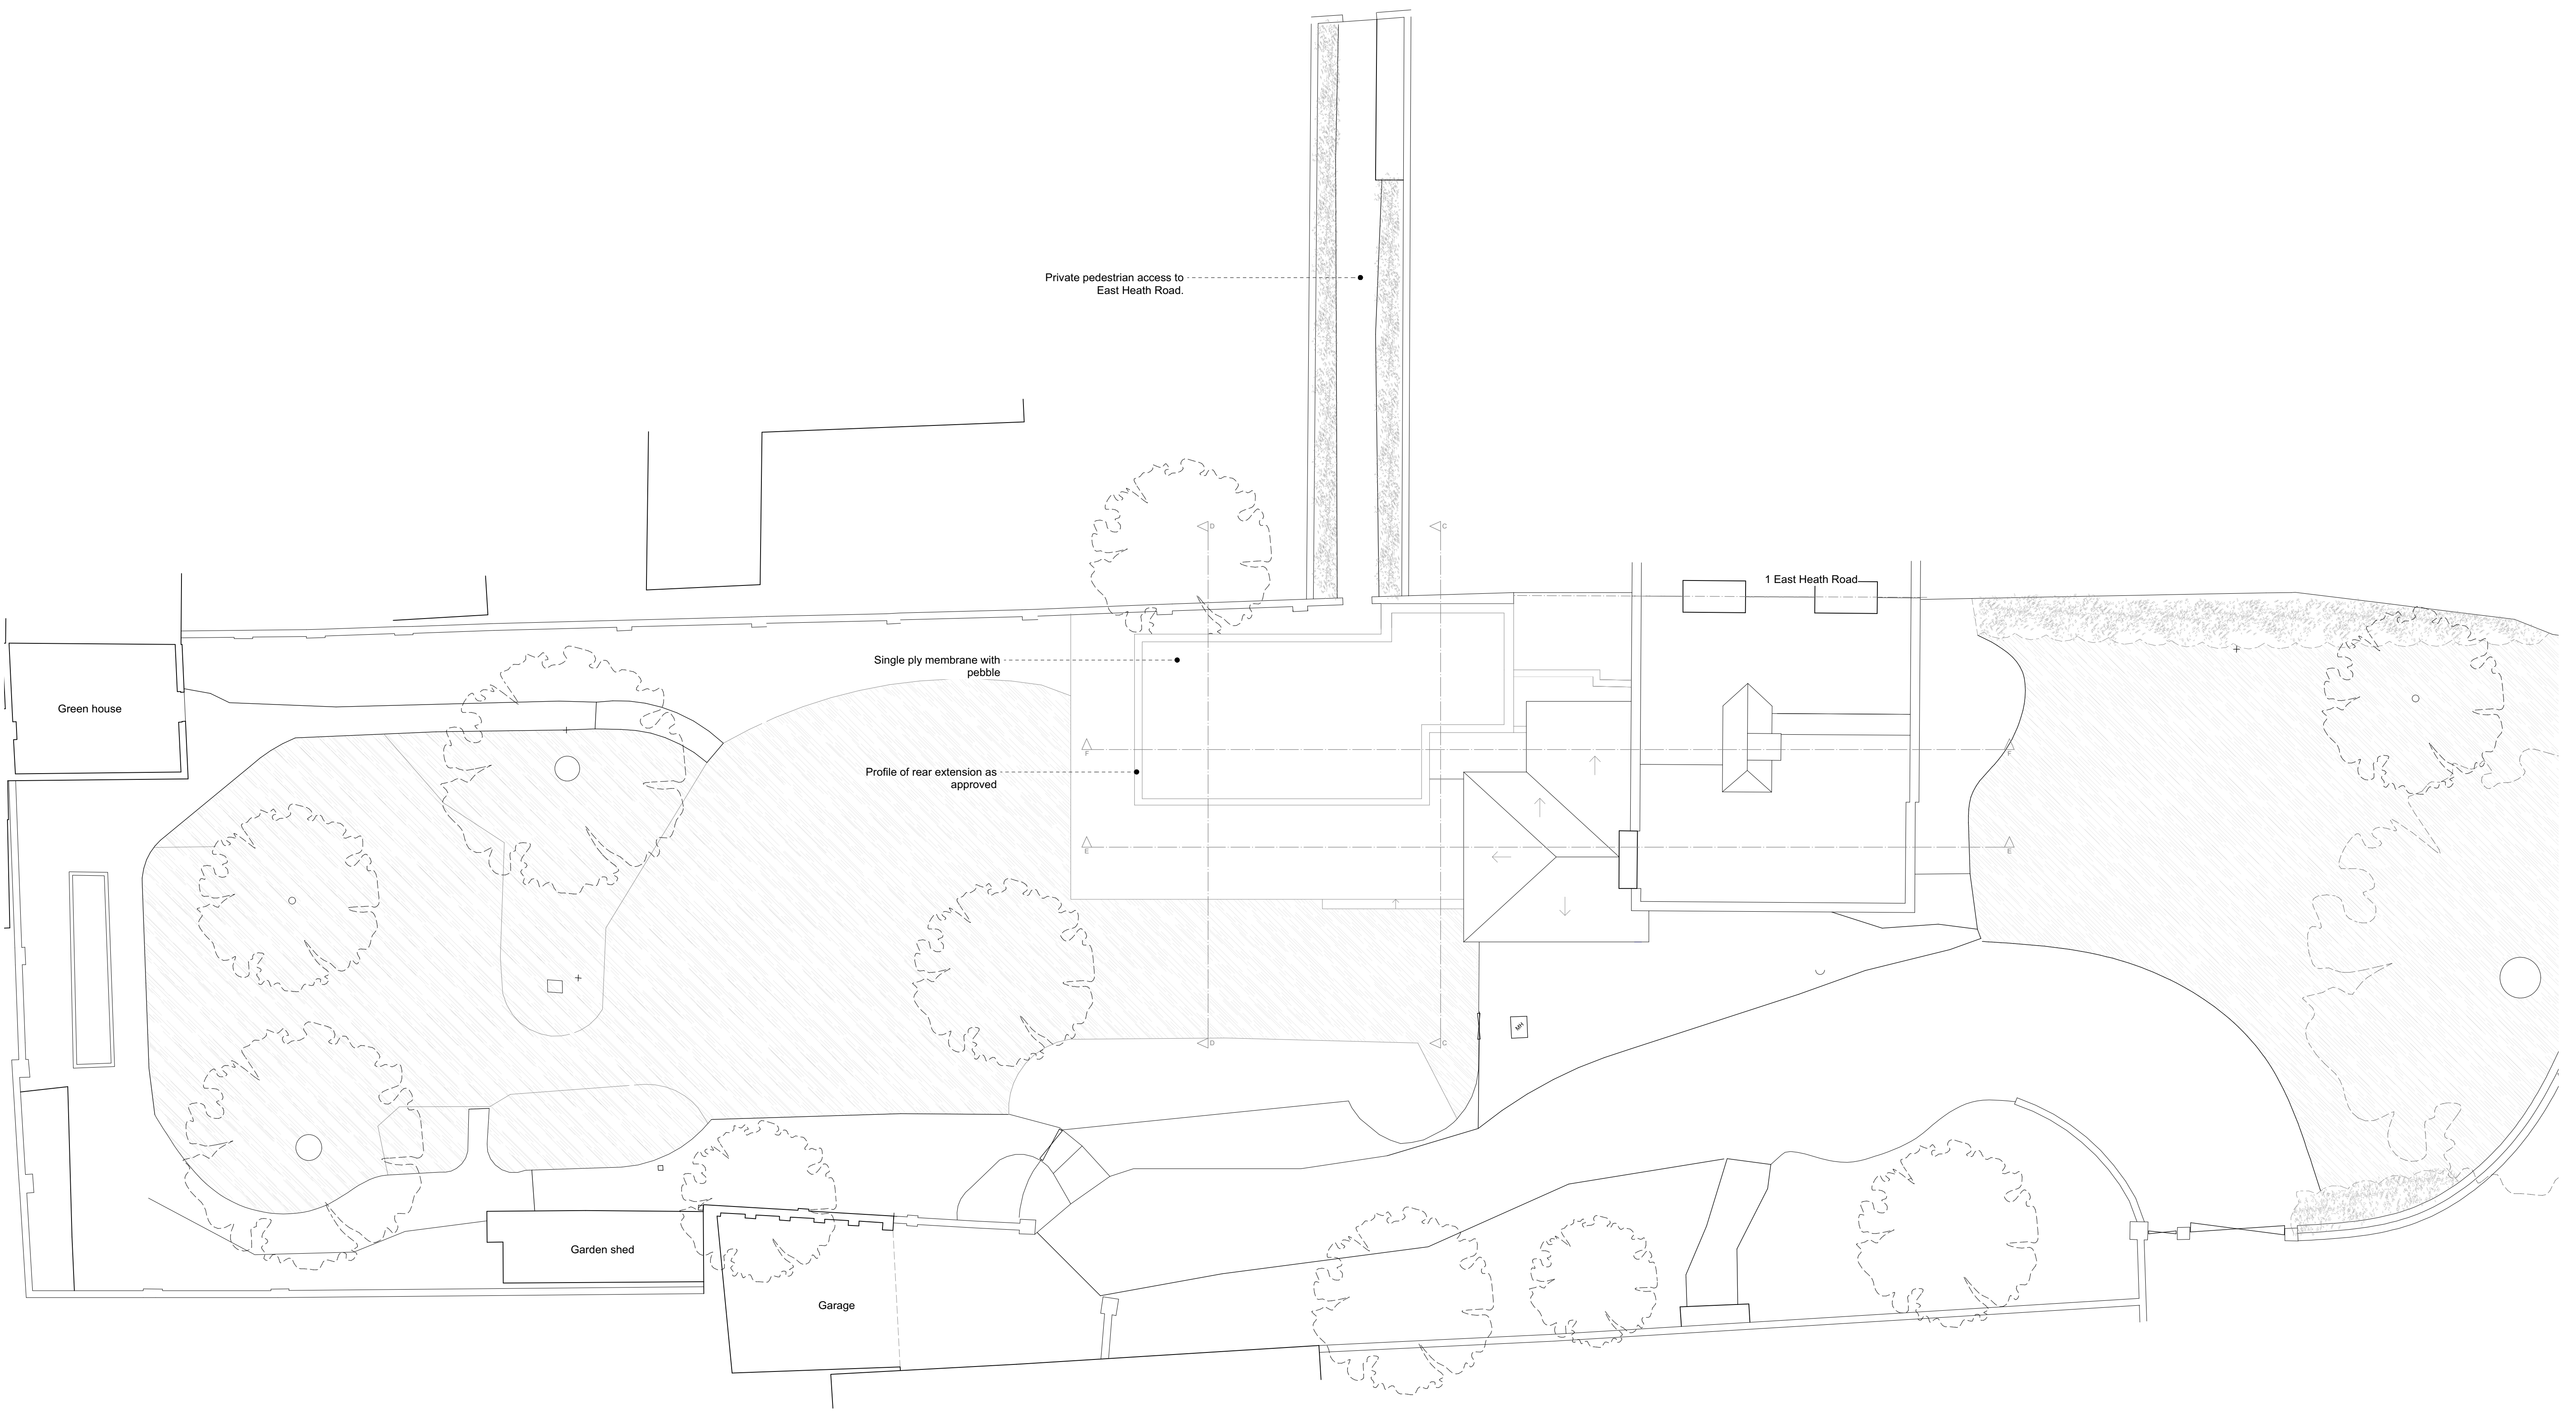 Private pedestrian access to
East Heath Road.
D
C
1 East Heath Road
Single ply membrane with
pebble
Green house
F
F
Profile of rear extension as
approved
E
E
MH
D
C
Garden shed
Garage